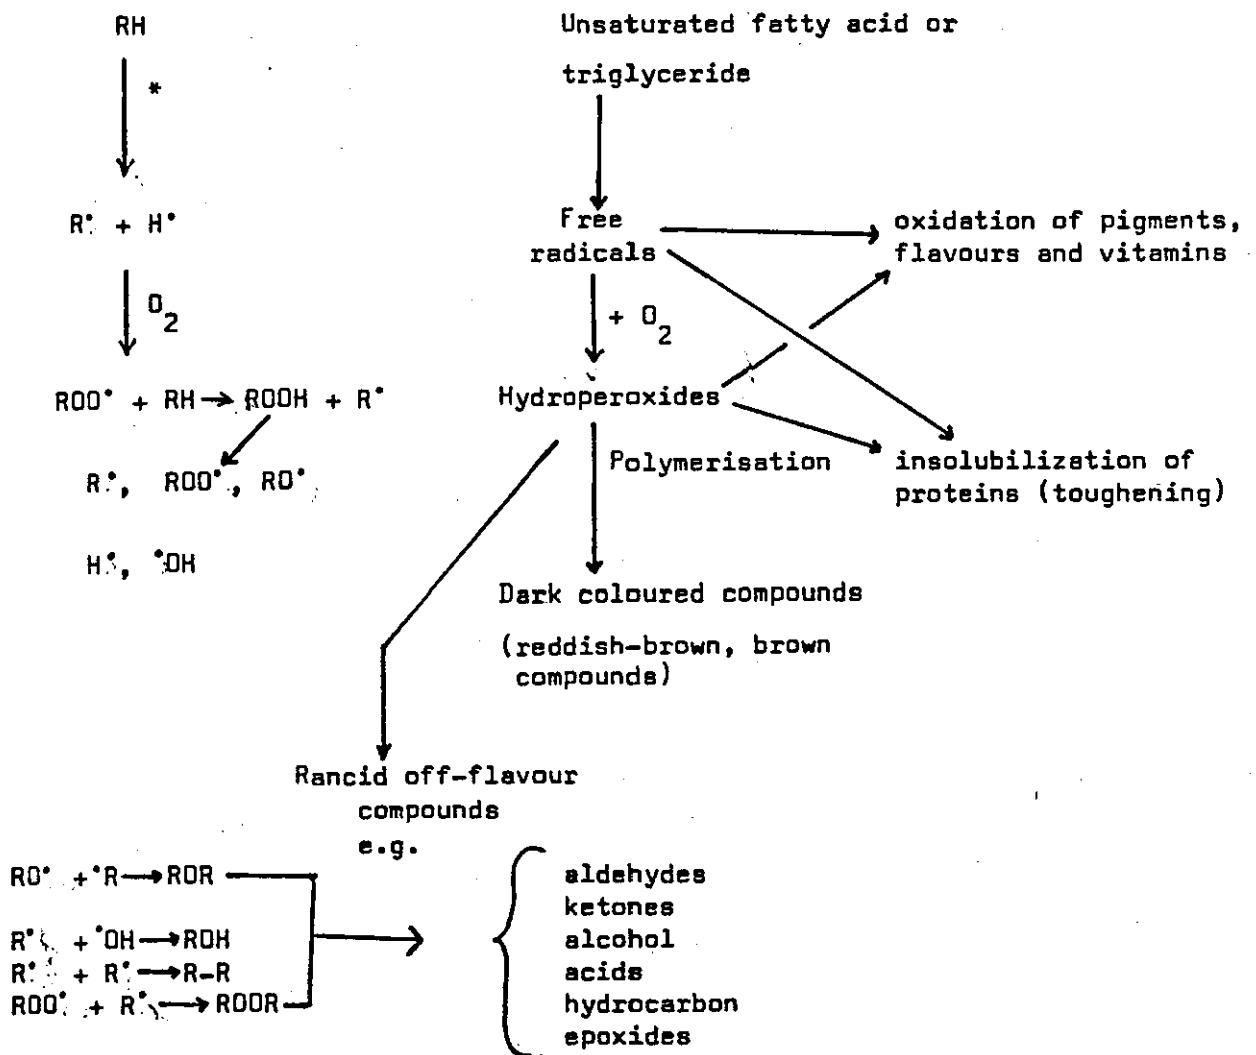 RH
*
R• + H•
O2
ROO• + RH → ROOH + R•
R•, ROO•, RO•
H•, •OH
Unsaturated fatty acid or
triglyceride
Free
radicals
+ O2
Hydroperoxides
oxidation of pigments,
flavours and vitamins
Polymerisation
insolubilization of
proteins (toughening)
Dark coloured compounds
(reddish-brown, brown
compounds)
Rancid off-flavour
compounds
e.g.
RO• + •R → ROR
R• + •OH → ROH
R• + R• → R-R
ROO• + R• → ROOR
aldehydes
ketones
alcohol
acids
hydrocarbon
epoxides